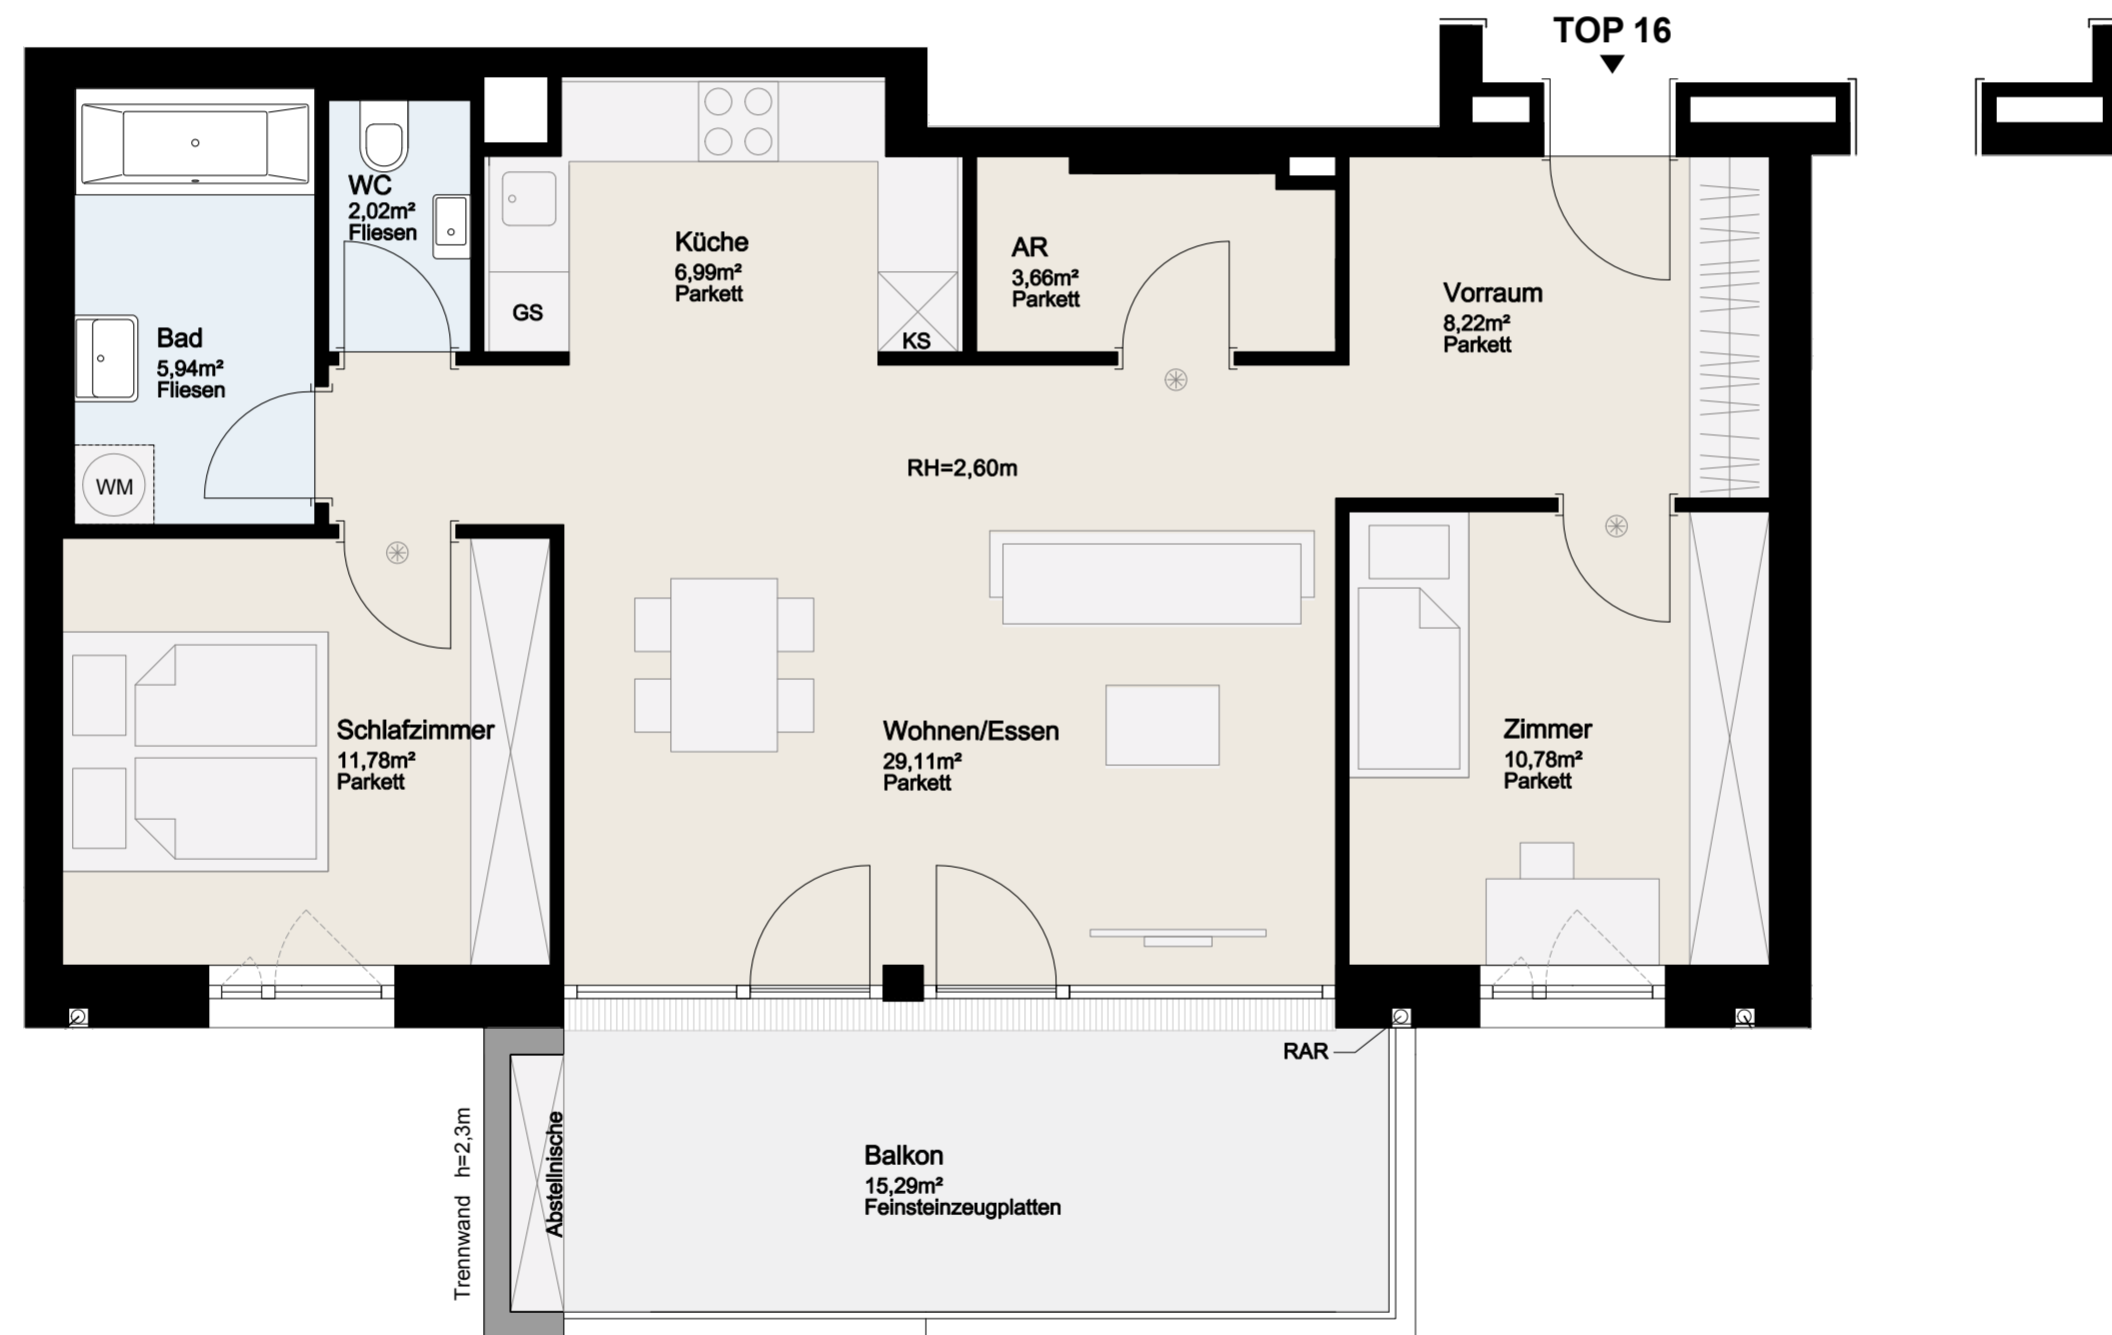 TOP 16
WC
2,02m²
Fliesen
Küche
6,99m²
Parkett
AR
3,66m²
Parkett
Vorraum
8,22m²
Parkett
GS
KS
Bad
5,94m²
Fliesen
RH=2,60m
WM
Schlafzimmer
11,78m²
Parkett
Wohnen/Essen
29,11m²
Parkett
Zimmer
10,78m²
Parkett
RAR
Trennwand h=2,3m
Abstellnische
Balkon
15,29m²
Feinsteinzeugplatten